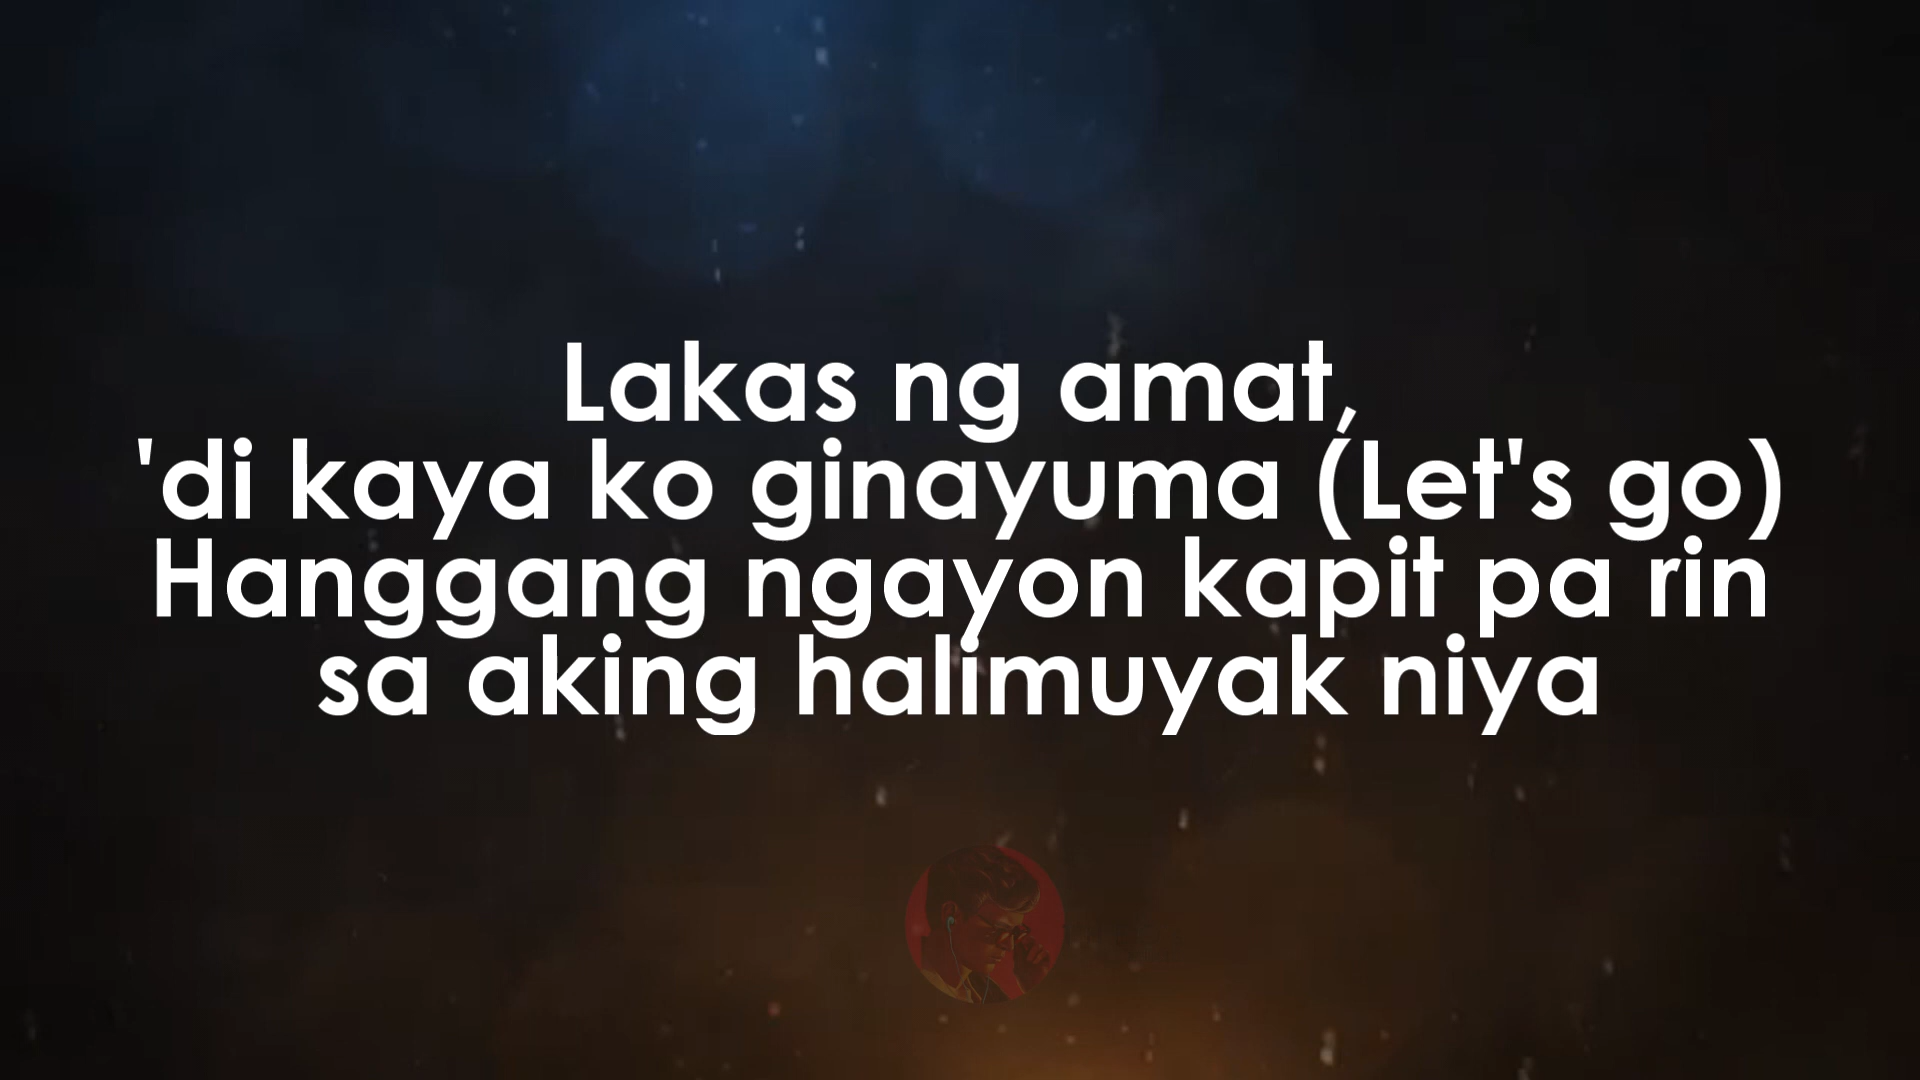 Lakas ng amat,
'di kaya ko ginayuma (Let's go)
Hanggang ngayon kapit pa rin
sa aking halimuyak niya